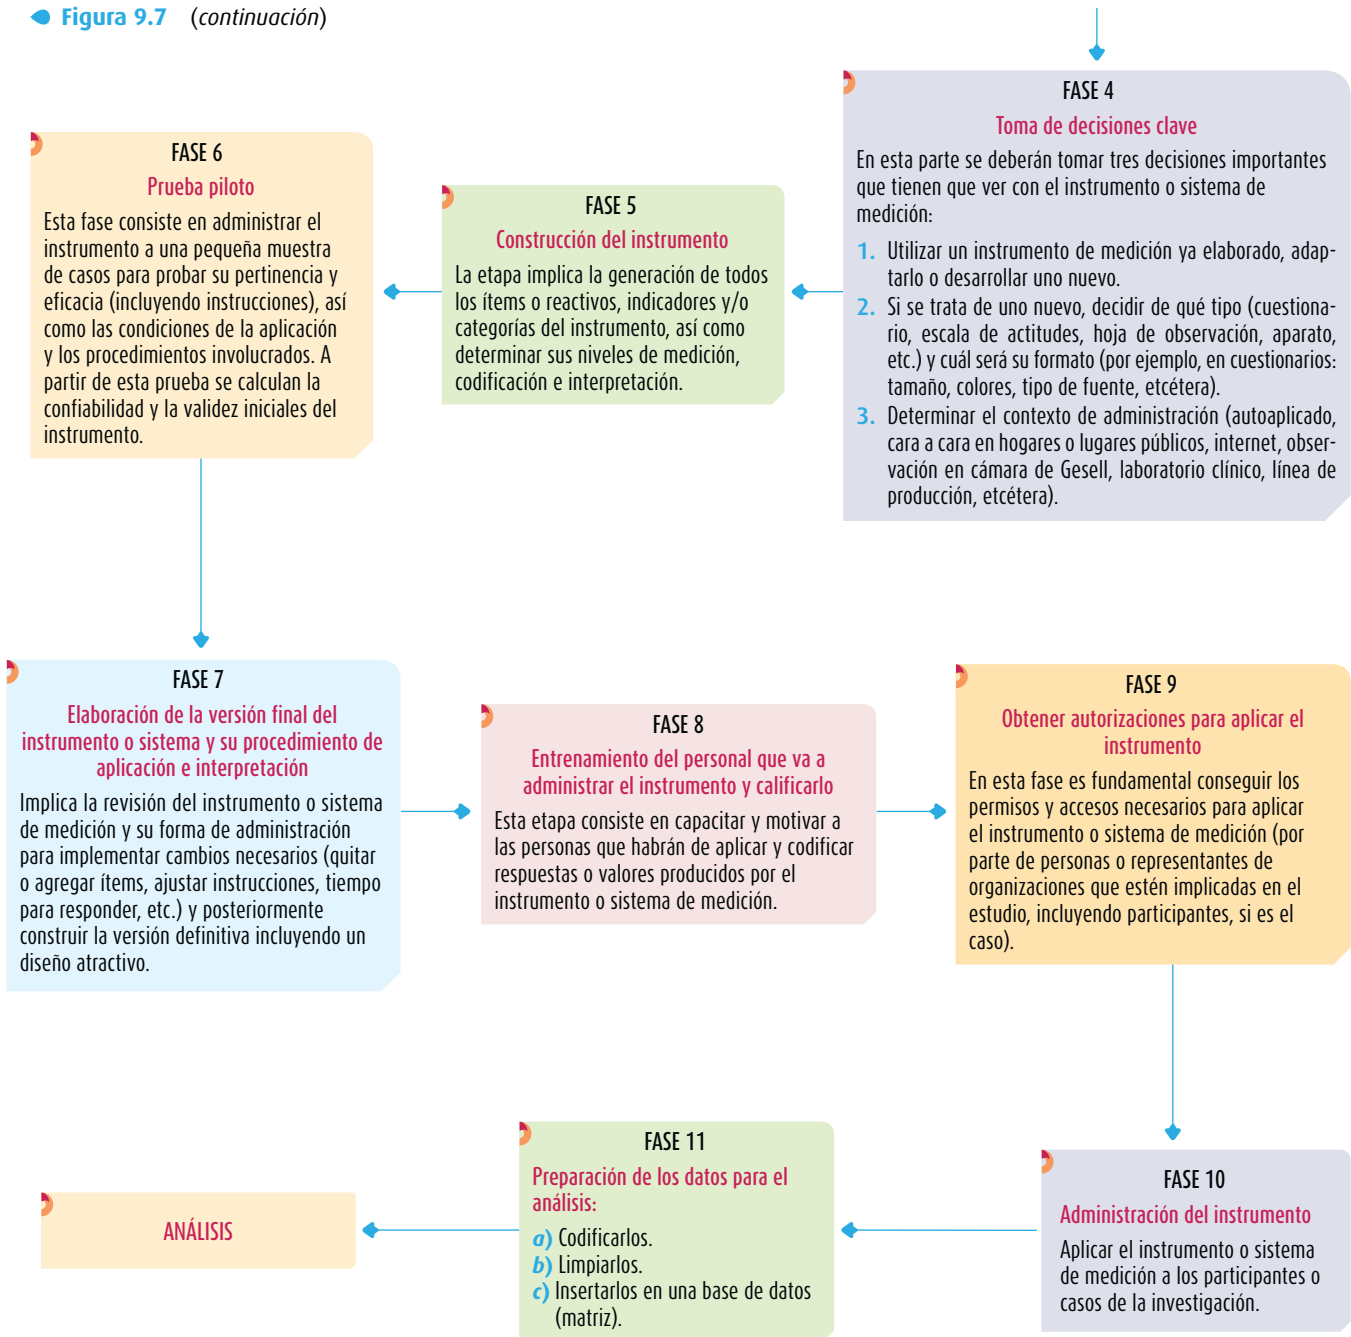 Figura 9.7 (continuación)
FASE 4
Toma de decisiones clave
En esta parte se deberán tomar tres decisiones importantes
que tienen que ver con el instrumento o sistema de
medición:
1. Utilizar un instrumento de medición ya elaborado, adap-
tarlo o desarrollar uno nuevo.
2. Si se trata de uno nuevo, decidir de qué tipo (cuestiona-
rio, escala de actitudes, hoja de observación, aparato,
etc.) y cuál será su formato (por ejemplo, en cuestionarios:
tamaño, colores, tipo de fuente, etcétera).
3. Determinar el contexto de administración (autoaplicado,
cara a cara en hogares o lugares públicos, internet, obser-
vación en cámara de Gesell, laboratorio clínico, línea de
producción, etcétera).
FASE 5
Construcción del instrumento
La etapa implica la generación de todos
los ítems o reactivos, indicadores y/o
categorías del instrumento, así como
determinar sus niveles de medición,
codificación e interpretación.
FASE 6
Prueba piloto
Esta fase consiste en administrar el
instrumento a una pequeña muestra
de casos para probar su pertinencia y
eficacia (incluyendo instrucciones), así
como las condiciones de la aplicación
y los procedimientos involucrados. A
partir de esta prueba se calculan la
confiabilidad y la validez iniciales del
instrumento.
FASE 7
Elaboración de la versión final del
instrumento o sistema y su procedimiento de
aplicación e interpretación
Implica la revisión del instrumento o sistema
de medición y su forma de administración
para implementar cambios necesarios (quitar
o agregar ítems, ajustar instrucciones, tiempo
para responder, etc.) y posteriormente
construir la versión definitiva incluyendo un
diseño atractivo.
FASE 8
Entrenamiento del personal que va a
administrar el instrumento y calificarlo
Esta etapa consiste en capacitar y motivar a
las personas que habrán de aplicar y codificar
respuestas o valores producidos por el
instrumento o sistema de medición.
FASE 9
Obtener autorizaciones para aplicar el
instrumento
En esta fase es fundamental conseguir los
permisos y accesos necesarios para aplicar
el instrumento o sistema de medición (por
parte de personas o representantes de
organizaciones que estén implicadas en el
estudio, incluyendo participantes, si es el
caso).
FASE 10
Administración del instrumento
Aplicar el instrumento o sistema
de medición a los participantes o
casos de la investigación.
FASE 11
Preparación de los datos para el
análisis:
a) Codificarlos.
b) Limpiarlos.
c) Insertarlos en una base de datos
(matriz).
ANÁLISIS